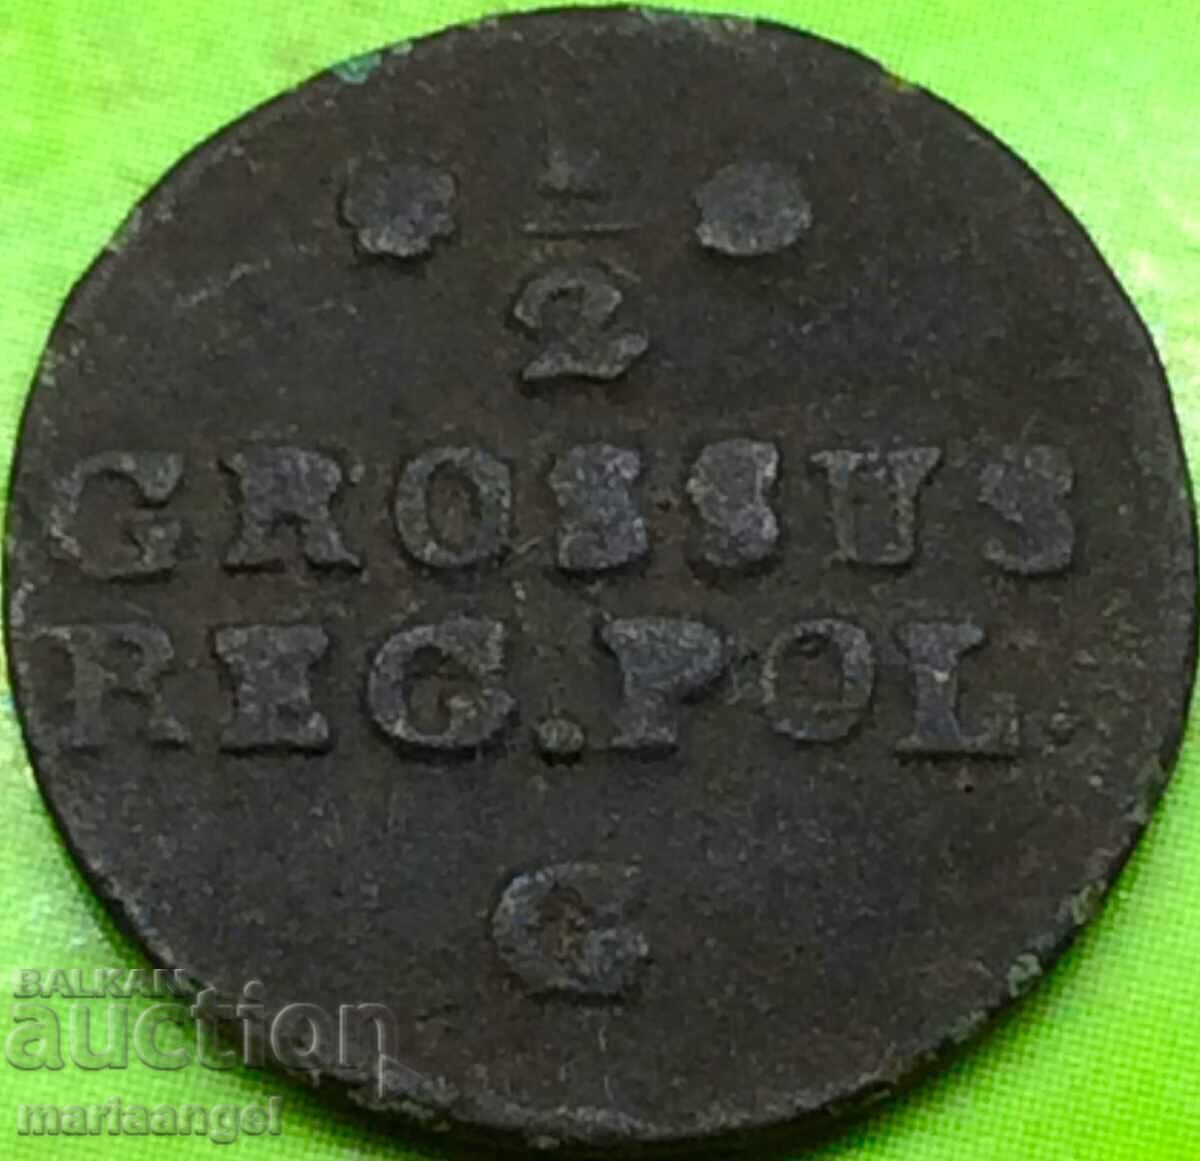 1/2
GROSSUS
REG.POL.
G
BALKAN
auction
mariaangel